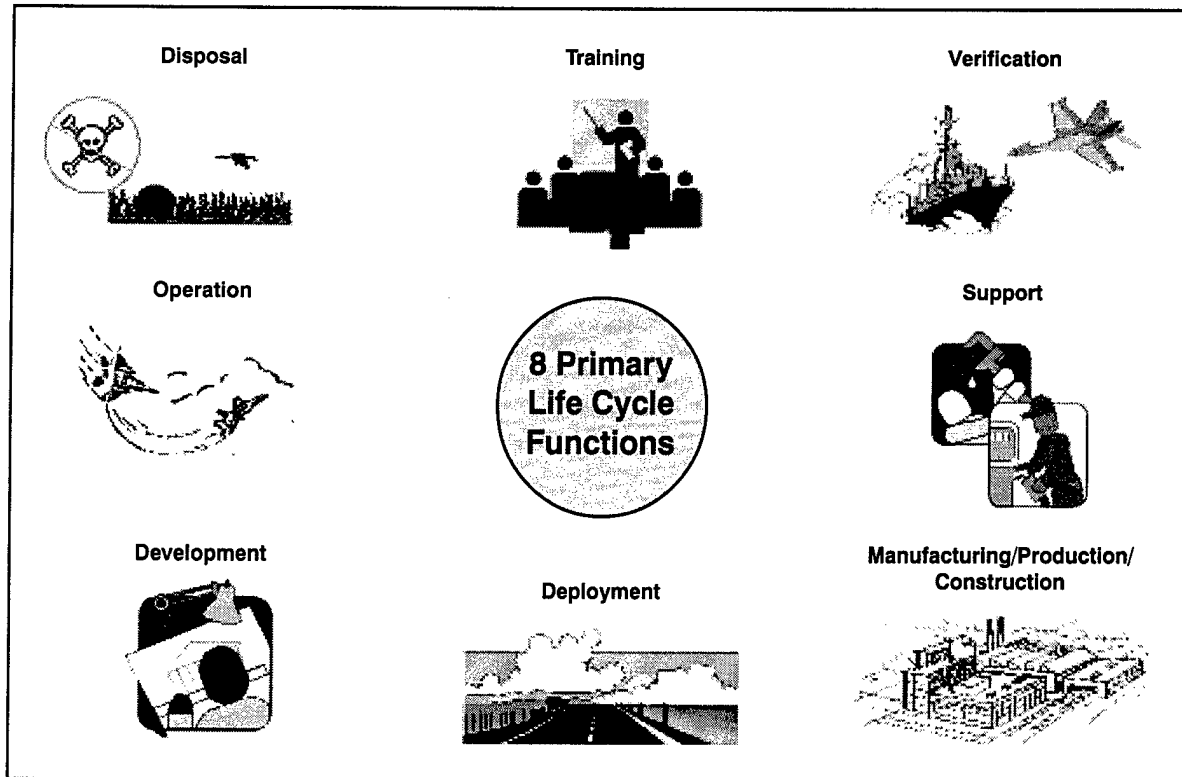 Disposal
Training
Verification
Operation
8 Primary
Life Cycle
Functions
Support
Development
Deployment
Manufacturing/Production/
Construction